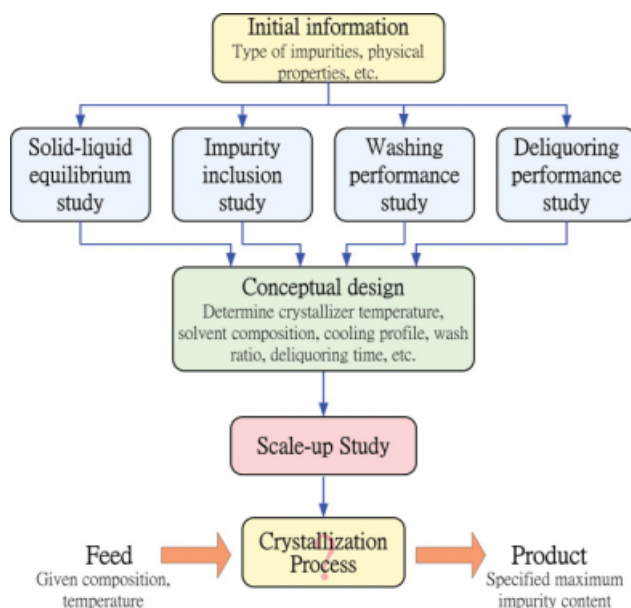 Initial information
Type of impurities, physical
properties, etc.
Solid-liquid
equilibrium
study
Impurity
inclusion
study
Washing
performance
study
Deliquoring
performance
study
Conceptual design
Determine crystallizer temperature,
solvent composition, cooling profile, wash
ratio, deliquoring time, etc.
Scale-up Study
Feed
Given composition,
temperature
Crystallization
Process
?
Product
Specified maximum
impurity content